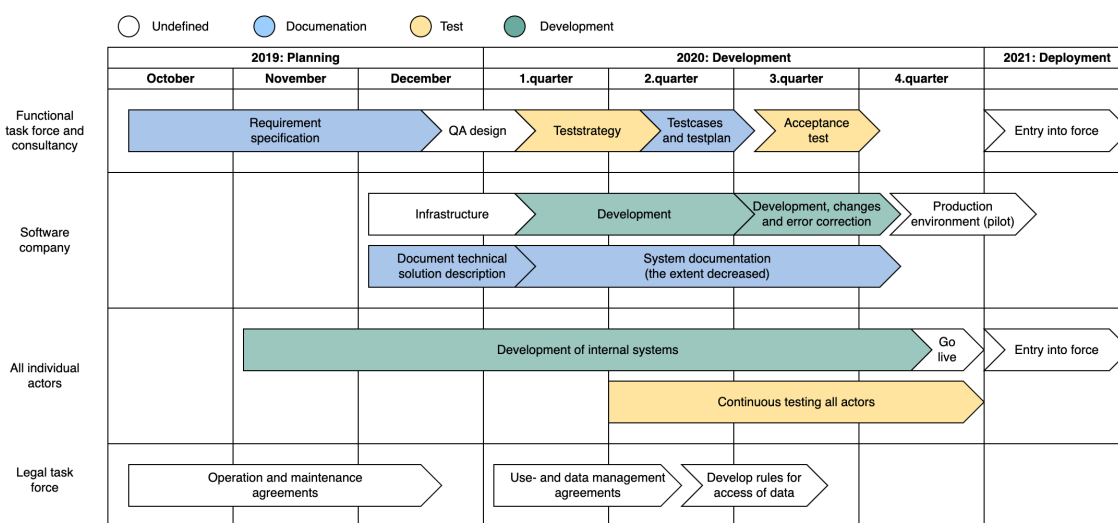 Undefined
Documenation
Test
Development
2019: Planning
2020: Development
2021: Deployment
October
November
December
1.quarter
2.quarter
3.quarter
4.quarter
Functional
task force and
consultancy
Requirement
specification
QA design
Teststrategy
Testcases
and testplan
Acceptance
test
Entry into force
Software
company
Infrastructure
Development
Development, changes
and error correction
Production
environment (pilot)
Document technical
solution description
System documentation
(the extent decreased)
All individual
actors
Development of internal systems
Go
live
Entry into force
Continuous testing all actors
Legal task
force
Operation and maintenance
agreements
Use- and data management
agreements
Develop rules for
access of data